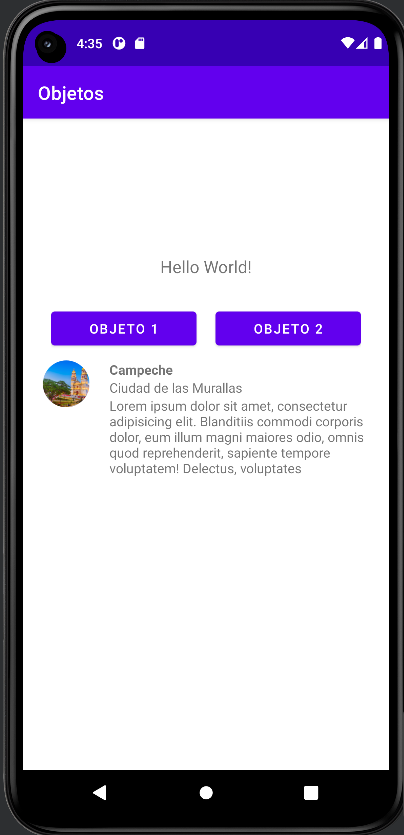 4:35
Objetos
Hello World!
OBJETO 1 OBJETO 2
Campeche
Ciudad de las Murallas
Lorem ipsum dolor sit amet, consectetur
adipisicing elit. Blanditiis commodi corporis
dolor, eum illum magni maiores odio, omnis
quod reprehenderit, sapiente tempore
voluptatem! Delectus, voluptates